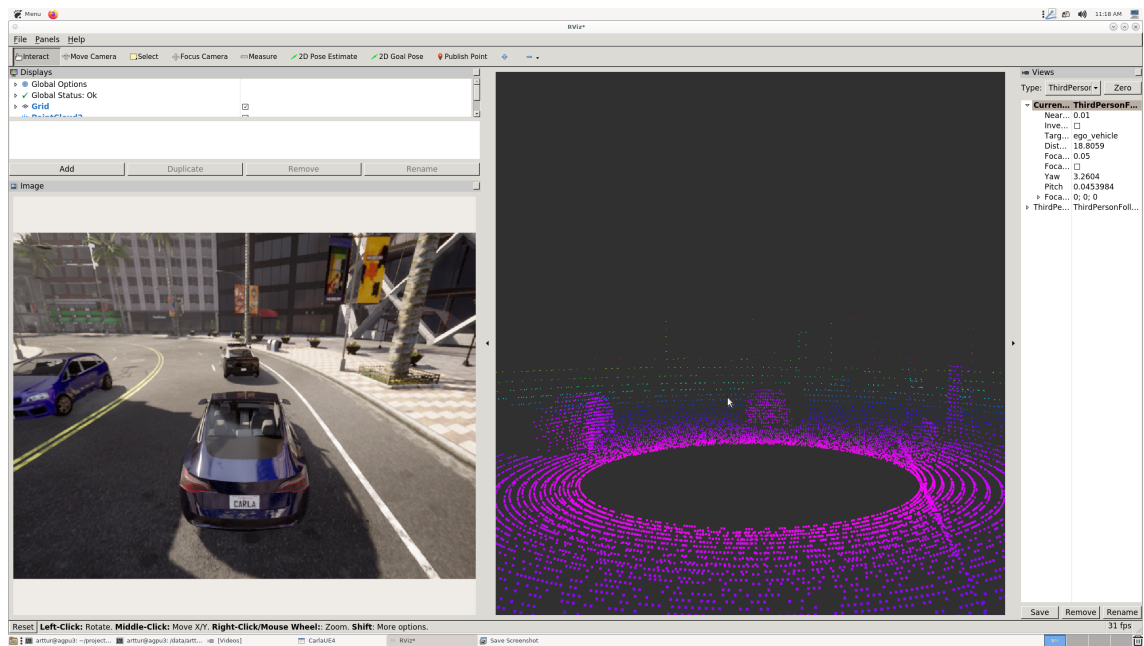 Menu
11:18 AM
RViz*
File Panels Help
Interact Move Camera Select Focus Camera Measure 2D Pose Estimate 2D Goal Pose Publish Point
Displays
Global Options
Global Status: Ok
Grid
PointCloud2
Add Duplicate Remove Rename
Image
CARLA
Views
Type: ThirdPerson Zero
Curren... ThirdPersonF...
Near... 0.01
Inve...
Targ... ego_vehicle
Dist... 18.8059
Foca... 0.05
Foca...
Yaw 3.2604
Pitch 0.0453984
Foca... 0; 0; 0
ThirdPe... ThirdPersonFoll...
Save Remove Rename
Reset Left-Click: Rotate. Middle-Click: Move X/Y. Right-Click/Mouse Wheel:: Zoom. Shift: More options.
31 fps
arttur@agpu3: ~/project... arttur@agpu3: /data/artt... [Videos] CarlaUE4 RViz* Save Screenshot